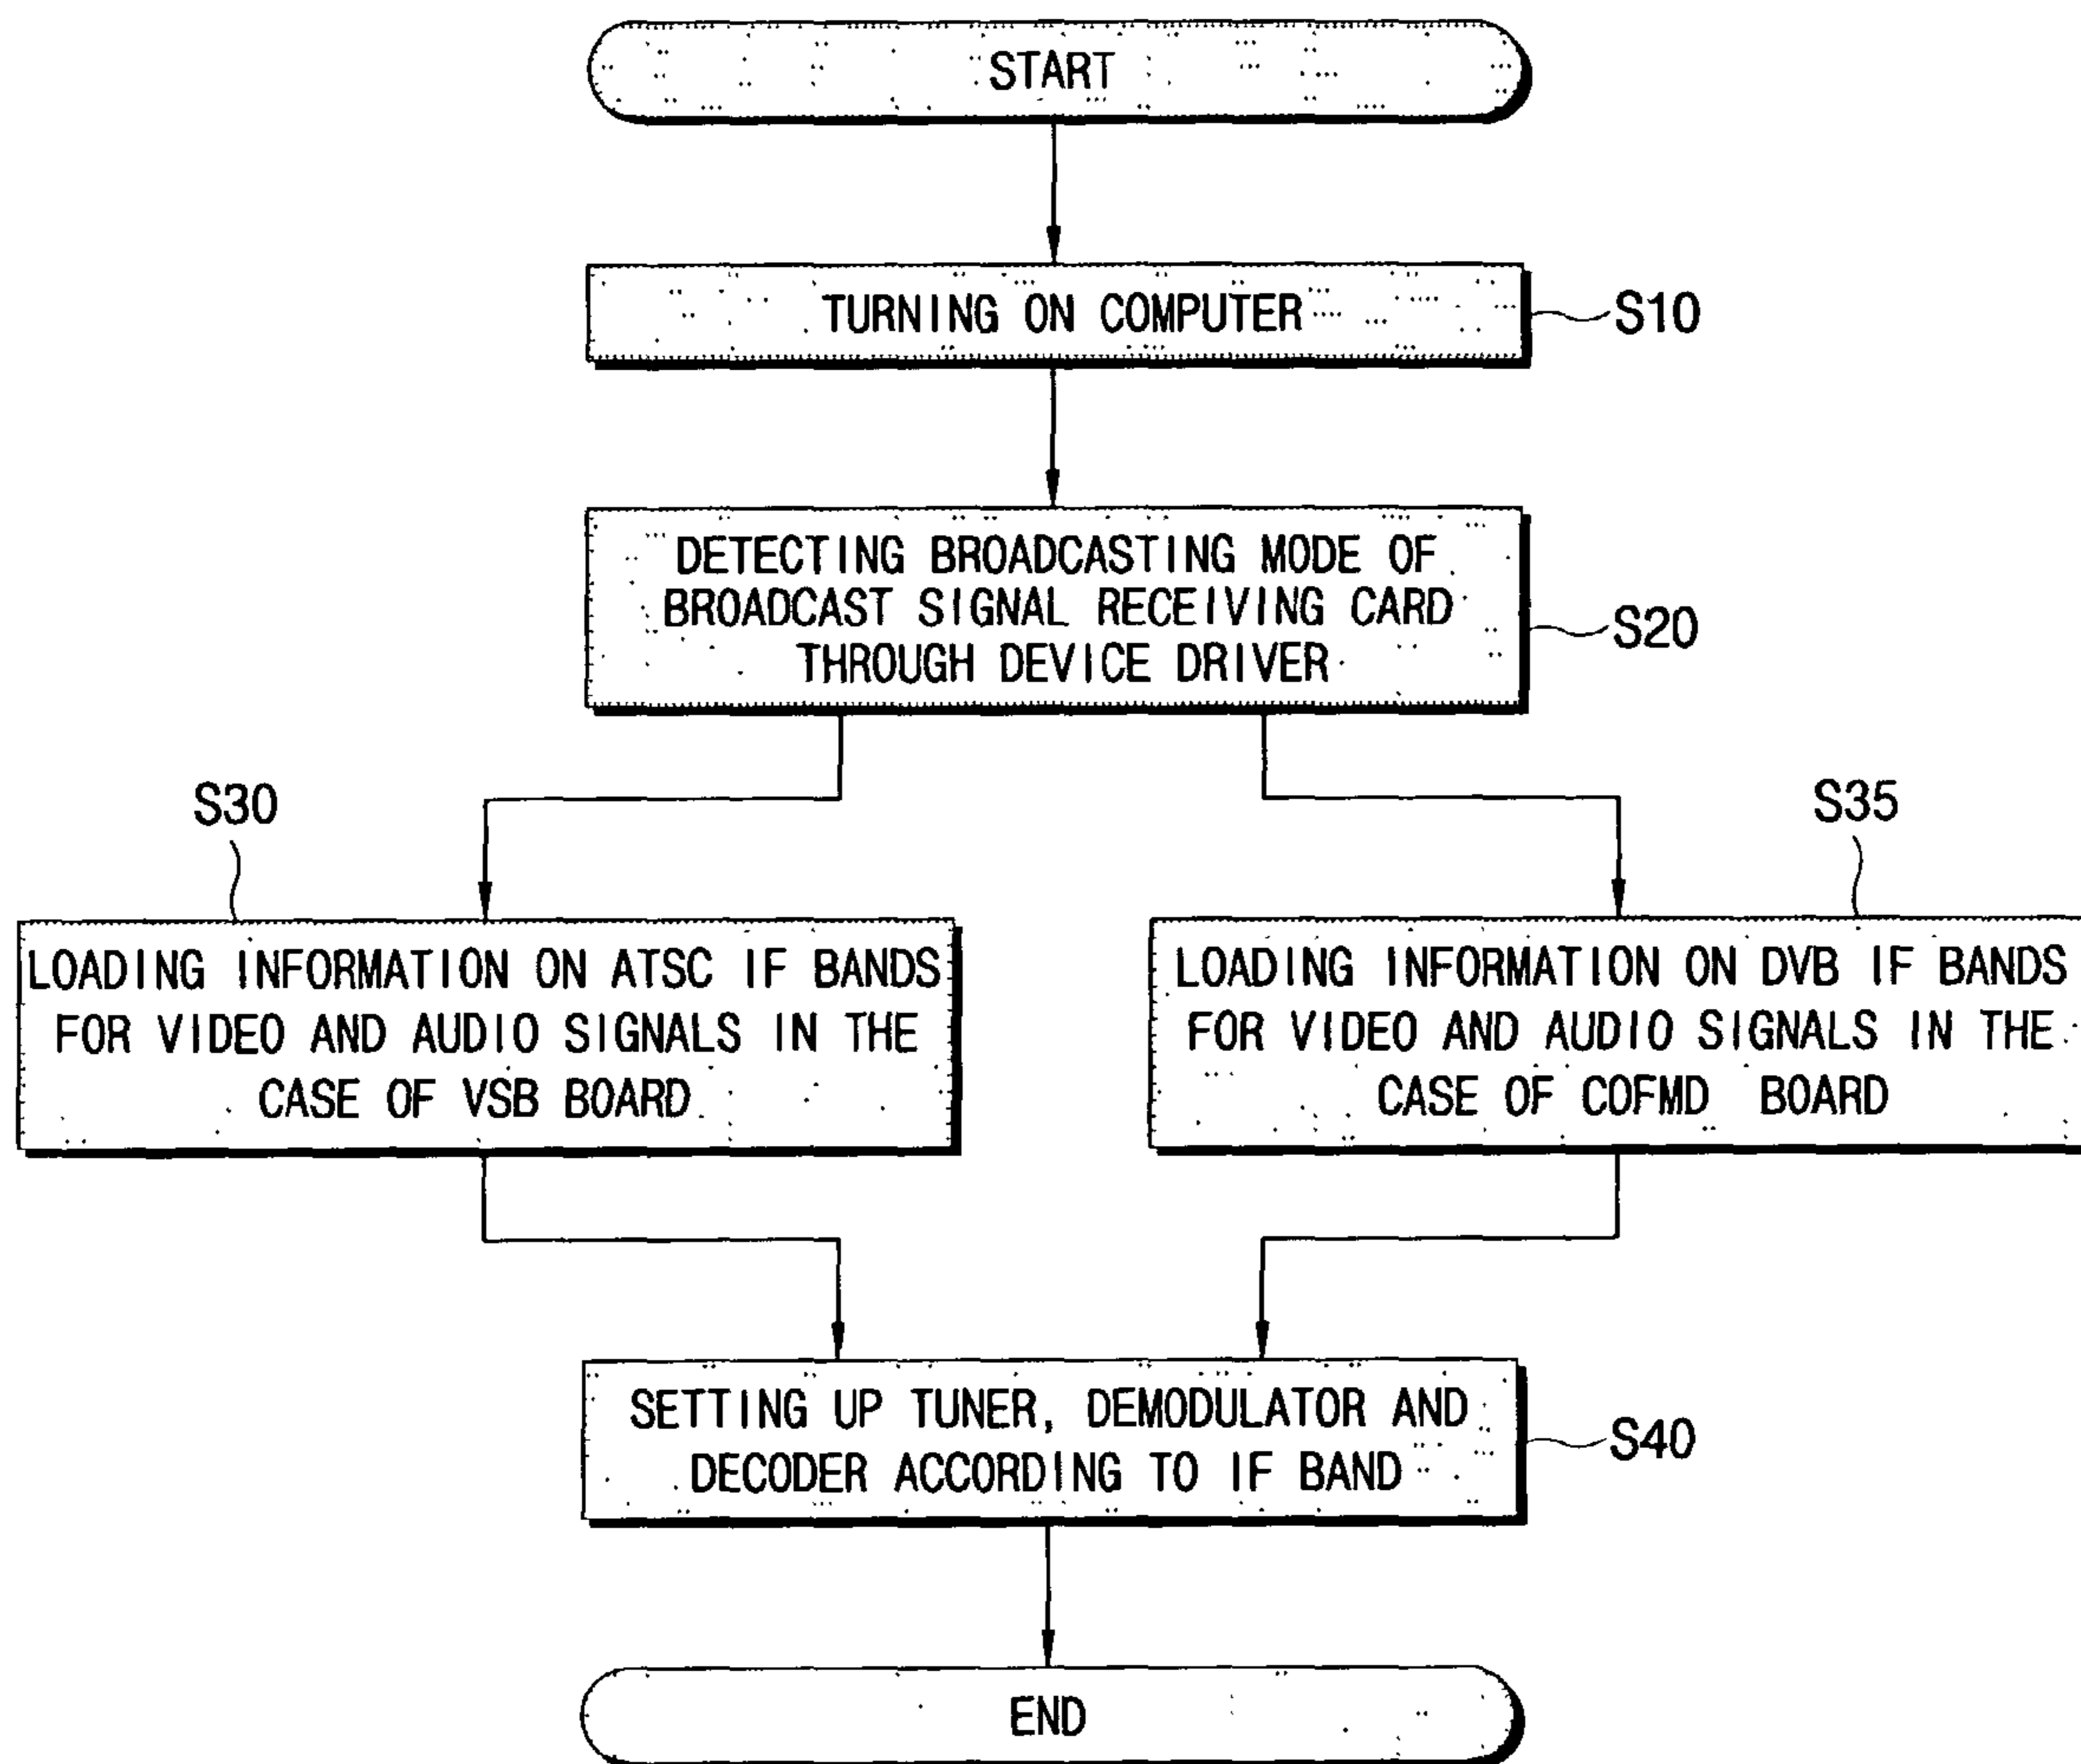 START
TURNING ON COMPUTER
S10
DETECTING BROADCASTING MODE OF
BROADCAST SIGNAL RECEIVING CARD
THROUGH DEVICE DRIVER
S20
S30
LOADING INFORMATION ON ATSC IF BANDS
FOR VIDEO AND AUDIO SIGNALS IN THE
CASE OF VSB BOARD
S35
LOADING INFORMATION ON DVB IF BANDS
FOR VIDEO AND AUDIO SIGNALS IN THE
CASE OF COFMD BOARD
SETTING UP TUNER, DEMODULATOR AND
DECODER ACCORDING TO IF BAND
S40
END